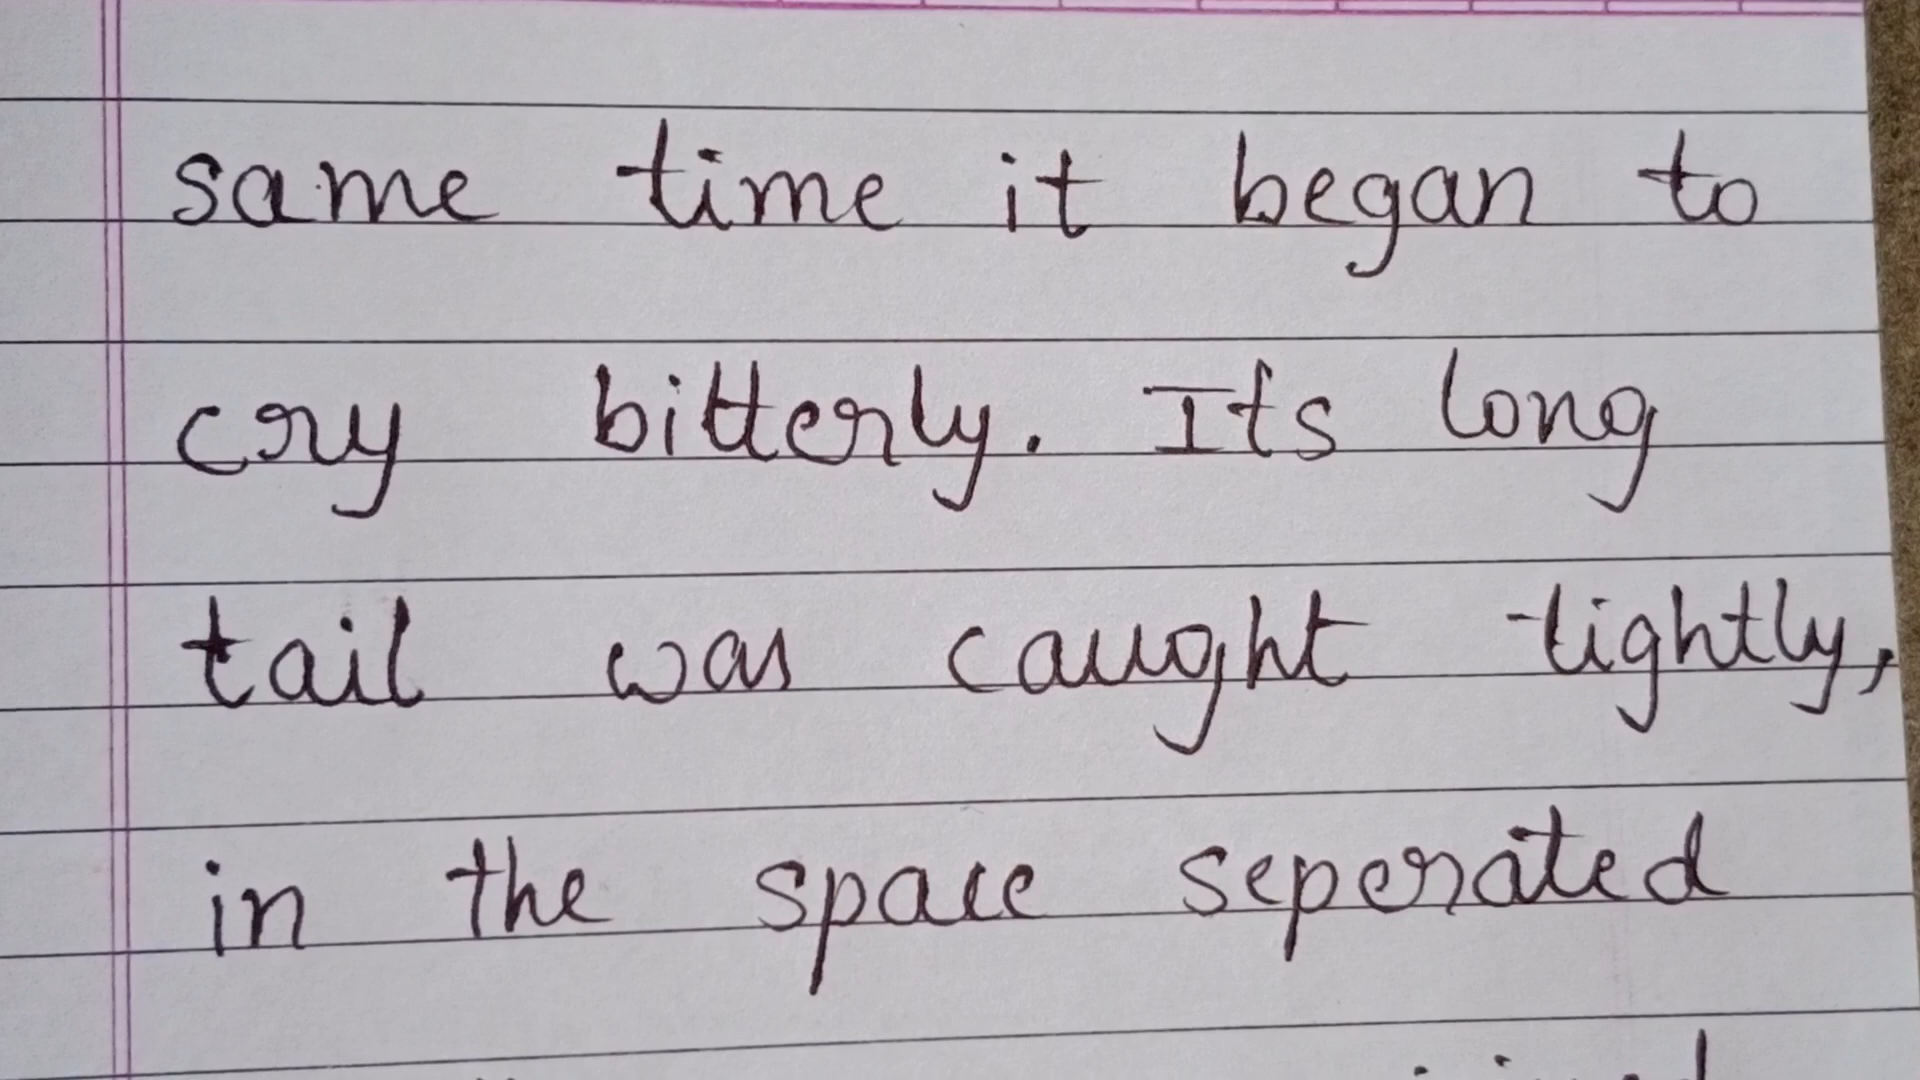 same time it began to
cry bitterly. Its long
tail was caught tightly,
in the space seperated